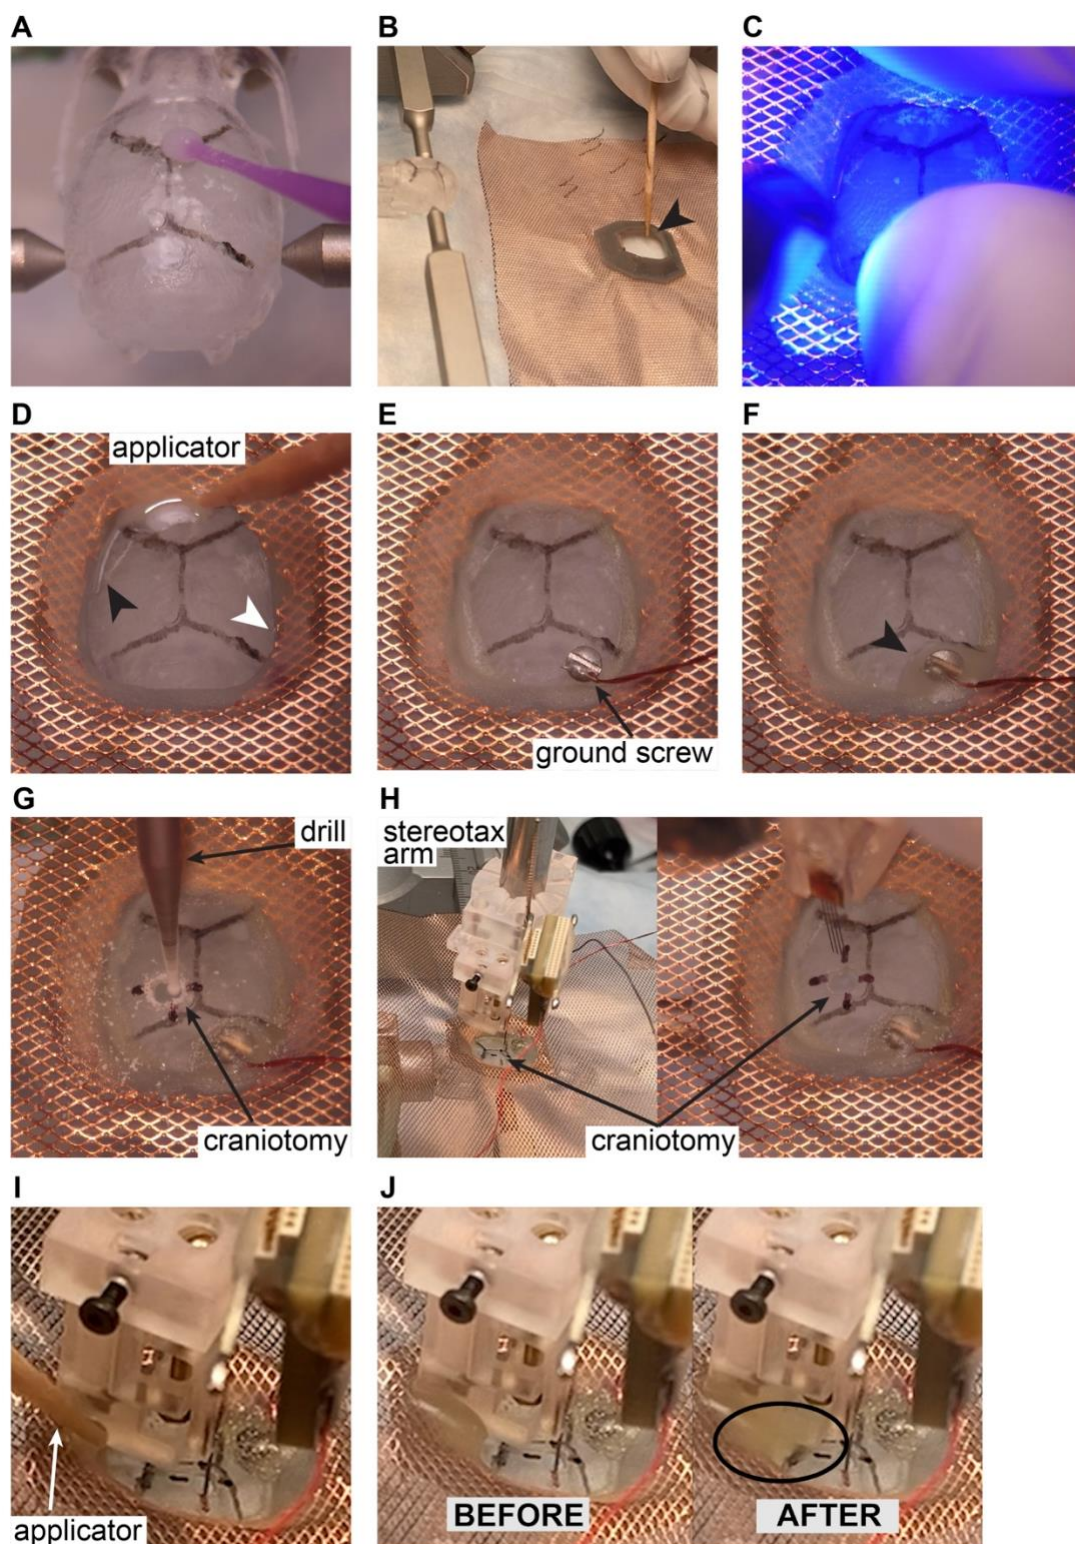 A
B
C
D
E
F
applicator
ground screw
G
H
drill
stereotax
arm
craniotomy
craniotomy
I
J
applicator
BEFORE
AFTER